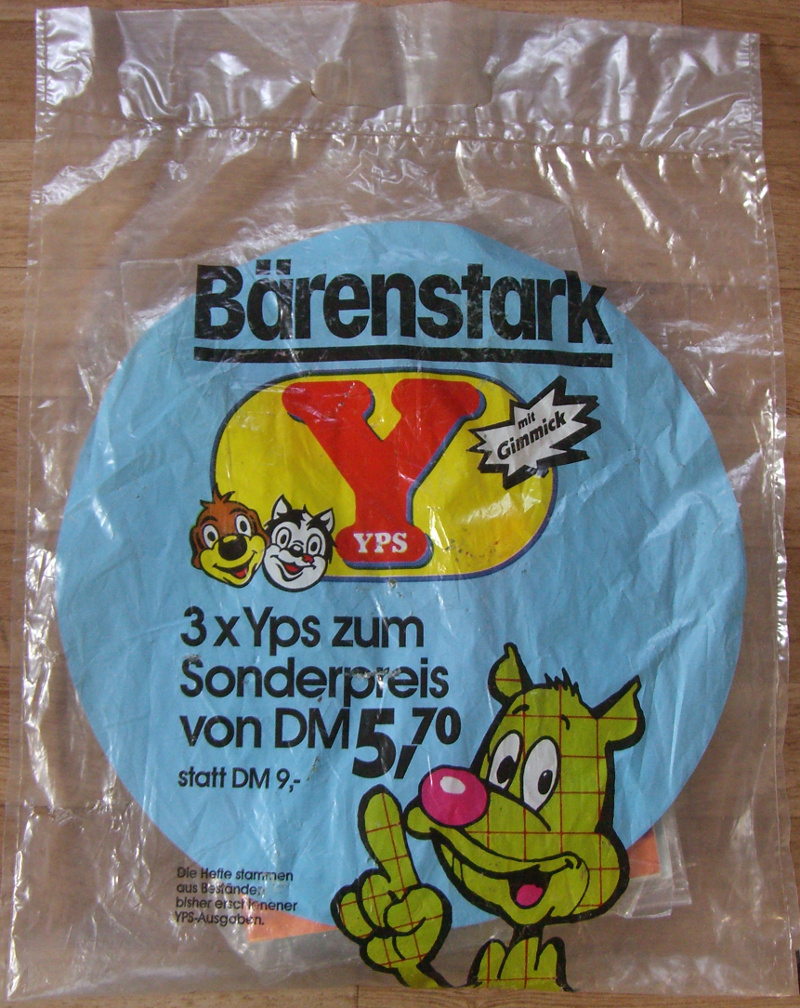 Bärenstark
Y
mit
Gimmick
YPS
3 x Yps zum
Sonderpreis
von DM 5,70
statt DM 9,-
Die Hefte stammen
aus Beständen
bisher erschienener
YPS-Ausgaben.